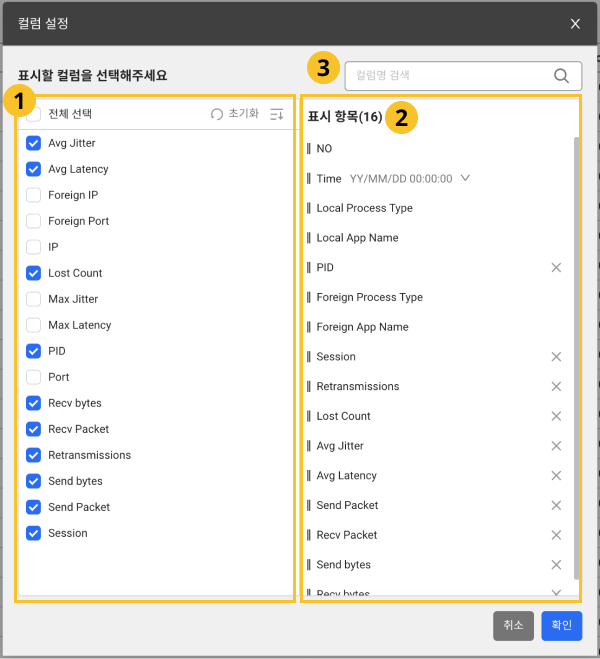 컬럼 설정
표시할 컬럼을 선택해주세요
3
컬럼명 검색
1
전체 선택
초기화
Avg Jitter
Avg Latency
Foreign IP
Foreign Port
IP
Lost Count
Max Jitter
Max Latency
PID
Port
Recv bytes
Recv Packet
Retransmissions
Send bytes
Send Packet
Session
표시 항목(16)
2
NO
Time YY/MM/DD 00:00:00
Local Process Type
Local App Name
PID
Foreign Process Type
Foreign App Name
Session
Retransmissions
Lost Count
Avg Jitter
Avg Latency
Send Packet
Recv Packet
Send bytes
Recv bytes
취소
확인